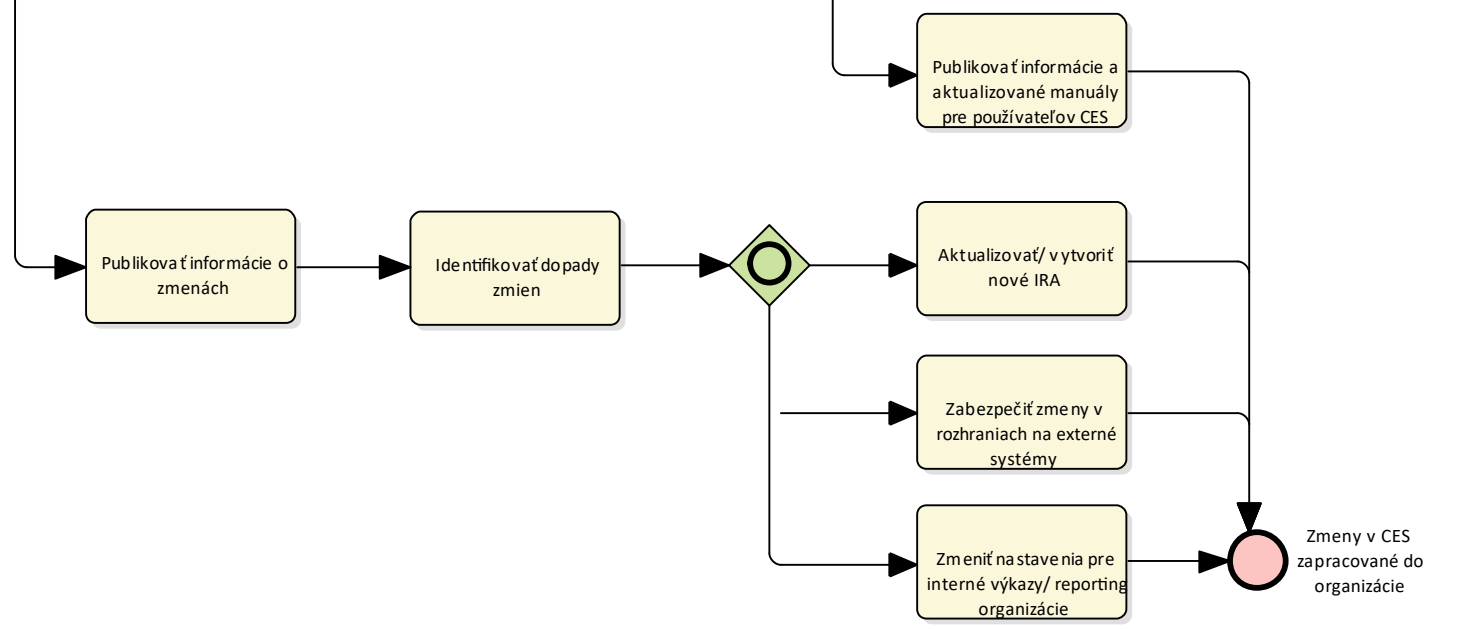 Publikovať informácie a
aktualizované manuály
pre používateľov CES
Publikovať informácie o
zmenách
Identifikovať dopady
zmien
Aktualizovať/ vytvoriť
nové IRA
Zabezpečiť zmeny v
rozhraniach na externé
systémy
Zmeniť nastavenia pre
interné výkazy/ reporting
organizácie
Zmeny v CES
zapracované do
organizácie